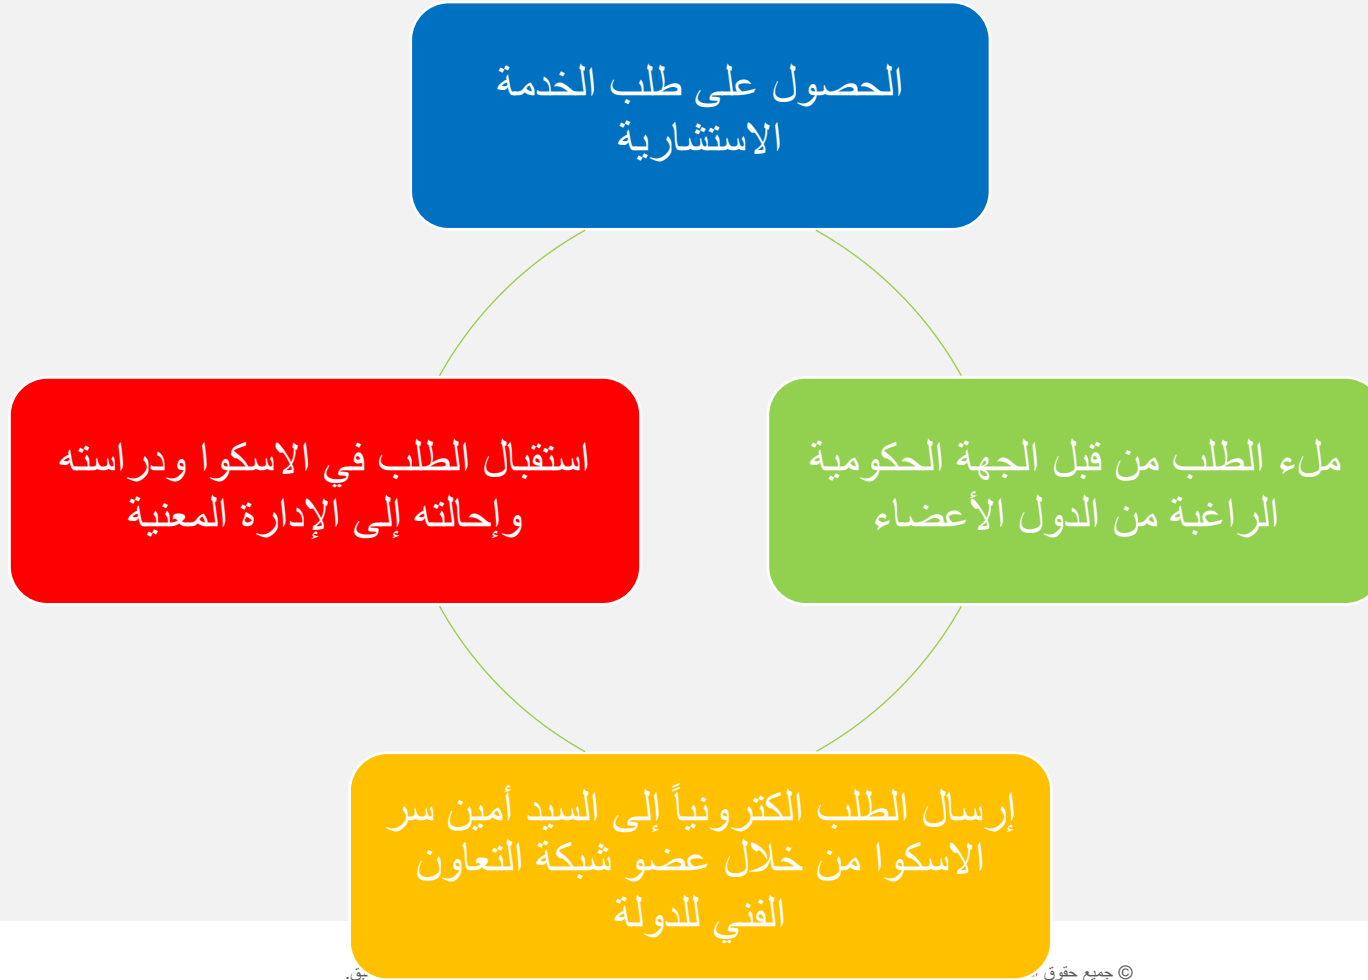 الحصول على طلب الخدمة
الاستشارية
ملء الطلب من قبل الجهة الحكومية
الراغبة من الدول الأعضاء
إرسال الطلب الكترونياً إلى السيد أمين سر
الاسكوا من خلال عضو شبكة التعاون
الفني للدولة
استقبال الطلب في الاسكوا ودراسته
وإحالته إلى الإدارة المعنية
© جميع حقوق